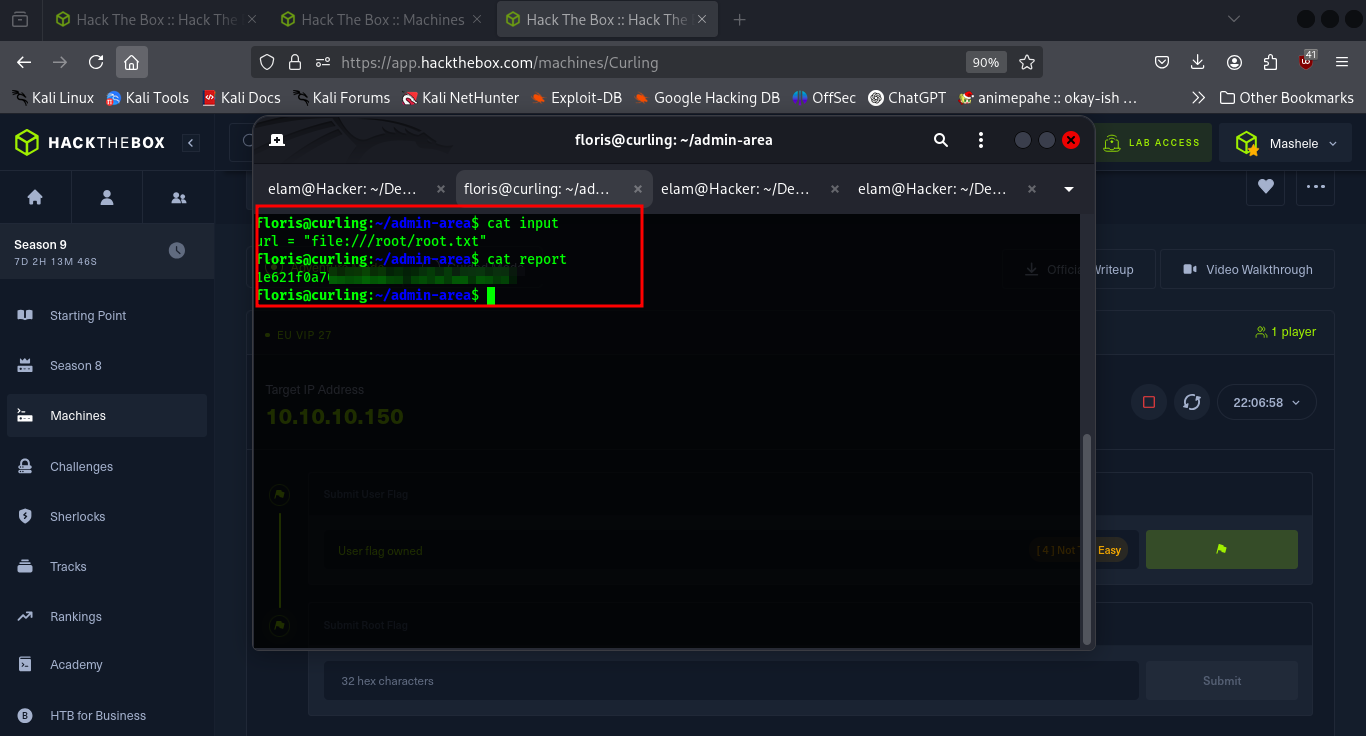 Hack The Box :: Hack The
Hack The Box :: Machines
Hack The Box :: Hack The
https://app.hackthebox.com/machines/Curling
90%
41
Kali Linux
Kali Tools
Kali Docs
Kali Forums
Kali NetHunter
Exploit-DB
Google Hacking DB
OffSec
ChatGPT
animepahe :: okay-ish ...
Other Bookmarks
HACKTHEBOX
floris@curling: ~/admin-area
LAB ACCESS
Mashele
elam@Hacker: ~/De...
floris@curling: ~/ad...
elam@Hacker: ~/De...
elam@Hacker: ~/De...
Season 9
7D 2H 13M 46S
floris@curling:~/admin-area$ cat input
url = "file:///root/root.txt"
floris@curling:~/admin-area$ cat report
1e621f0a7
floris@curling:~/admin-area$
Official Writeup
Video Walkthrough
Starting Point
Season 8
Machines
Challenges
Sherlocks
Tracks
Rankings
Academy
HTB for Business
EU VIP 27
1 player
Target IP Address
10.10.10.150
22:06:58
Submit User Flag
User flag owned
[ 4 ] Not Easy
Submit Root Flag
32 hex characters
Submit